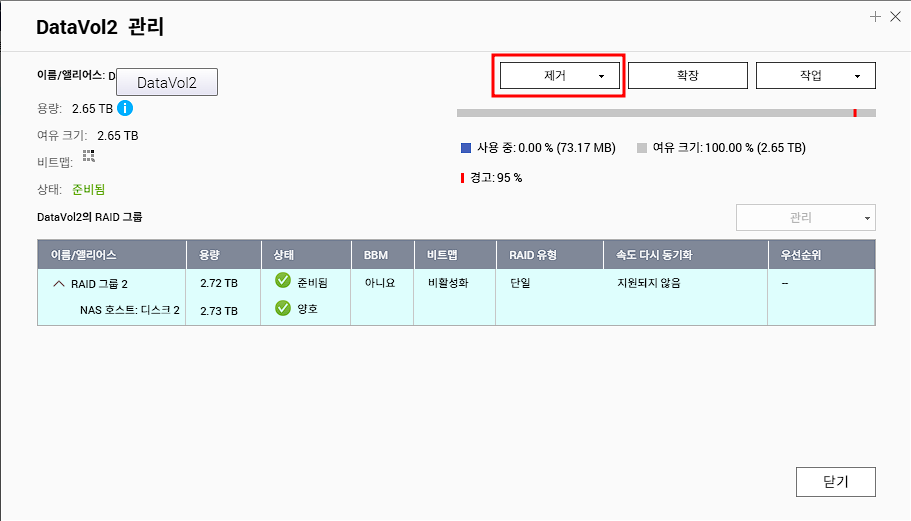 DataVol2 관리
이름/앨리어스: D
DataVol2
제거
확장
작업
용량: 2.65 TB
여유 크기: 2.65 TB
비트맵:
상태: 준비됨
사용 중: 0.00 % (73.17 MB)
여유 크기: 100.00 % (2.65 TB)
경고: 95 %
DataVol2의 RAID 그룹
관리
이름/앨리어스 용량 상태 BBM 비트맵 RAID 유형 속도 다시 동기화 우선순위
RAID 그룹 2 2.72 TB 준비됨 아니요 비활성화 단일 지원되지 않음 --
NAS 호스트: 디스크 2 2.73 TB 양호
닫기